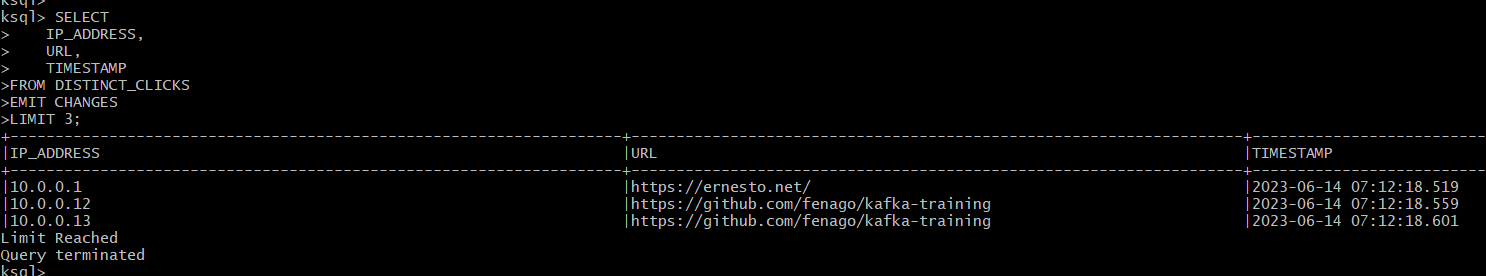 ksql>
ksql> SELECT
>    IP_ADDRESS,
>    URL,
>    TIMESTAMP
>FROM DISTINCT_CLICKS
>EMIT CHANGES
>LIMIT 3;
+--------------------------------------------------------------------+--------------------------------------------------------------------+--------------------------
|IP_ADDRESS |URL |TIMESTAMP
+--------------------------------------------------------------------+--------------------------------------------------------------------+--------------------------
|10.0.0.1 |https://ernesto.net/ |2023-06-14 07:12:18.519
|10.0.0.12 |https://github.com/fenago/kafka-training |2023-06-14 07:12:18.559
|10.0.0.13 |https://github.com/fenago/kafka-training |2023-06-14 07:12:18.601
Limit Reached
Query terminated
ksql>